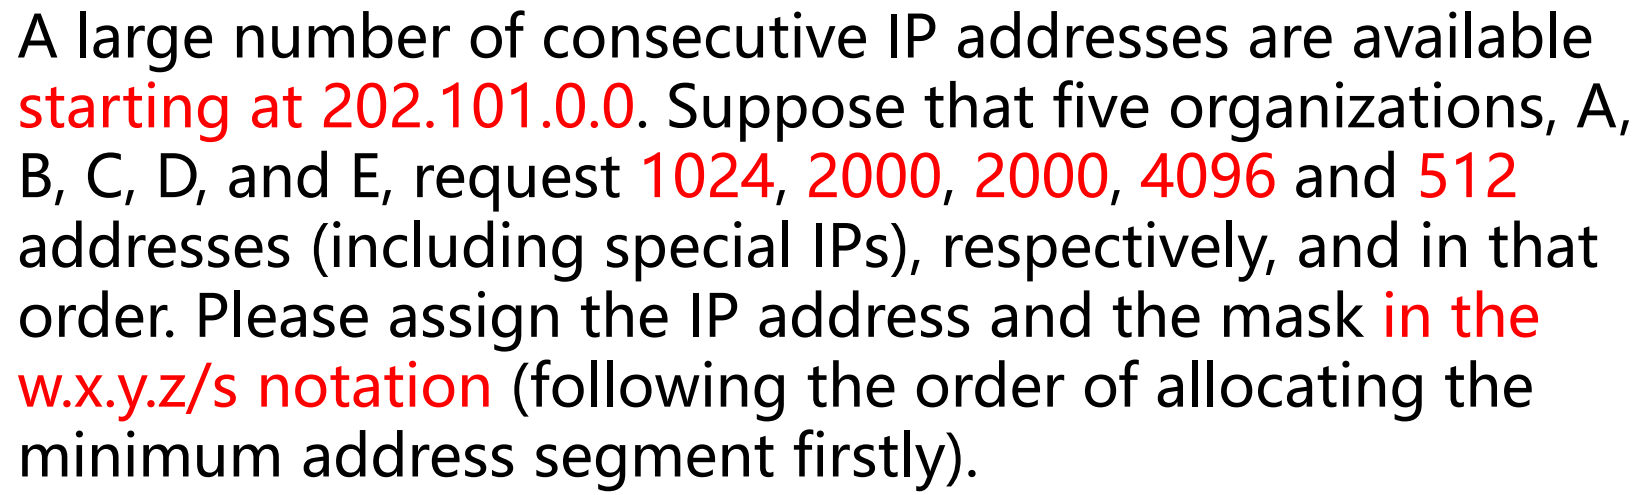 A large number of consecutive IP addresses are available
starting at 202.101.0.0. Suppose that five organizations, A,
B, C, D, and E, request 1024, 2000, 2000, 4096 and 512
addresses (including special IPs), respectively, and in that
order. Please assign the IP address and the mask in the
w.x.y.z/s notation (following the order of allocating the
minimum address segment firstly).